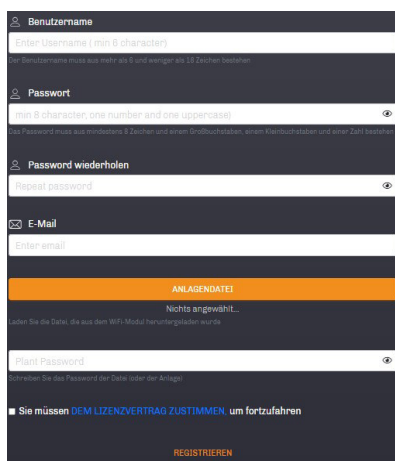 Benutzername
Enter Username ( min 6 character)
Der Benutzername muss aus mehr als 6 und weniger als 18 Zeichen bestehen
Passwort
min 8 character, one number and one uppercase)
Das Password muss aus mindestens 8 Zeichen und einem Großbuchstaben, einem Kleinbuchstaben und einer Zahl bestehen
Password wiederholen
Repeat password
E-Mail
Enter email
ANLAGENDATEI
Nichts angewählt...
Laden Sie die Datei, die aus dem WiFi-Modul heruntergeladen wurde
Plant Password
Schreiben Sie das Password der Datei (oder der Anlage)
Sie müssen DEM LIZENZVERTRAG ZUSTIMMEN, um fortzufahren
REGISTRIEREN